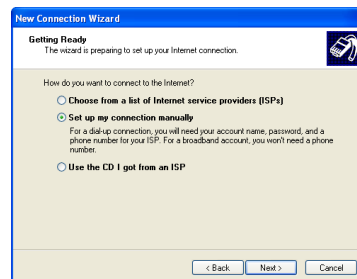 New Connection Wizard
Getting Ready
The wizard is preparing to set up your Internet connection.
How do you want to connect to the Internet?
Choose from a list of Internet service providers (ISPs)
Set up my connection manually
For a dial-up connection, you will need your account name, password, and a
phone number for your ISP. For a broadband account, you won't need a phone
number.
Use the CD I got from an ISP
< Back
Next >
Cancel